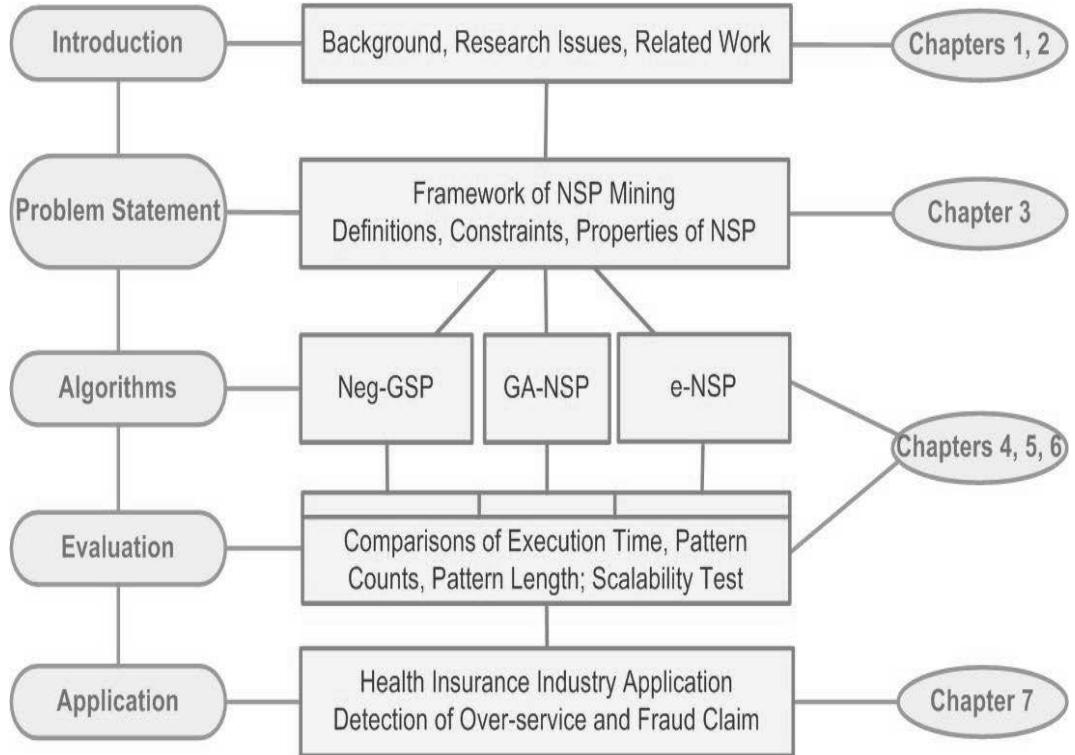 Introduction
Background, Research Issues, Related Work
Chapters 1, 2
Problem Statement
Framework of NSP Mining
Definitions, Constraints, Properties of NSP
Chapter 3
Algorithms
Neg-GSP
GA-NSP
e-NSP
Chapters 4, 5, 6
Evaluation
Comparisons of Execution Time, Pattern
Counts, Pattern Length; Scalability Test
Application
Health Insurance Industry Application
Detection of Over-service and Fraud Claim
Chapter 7